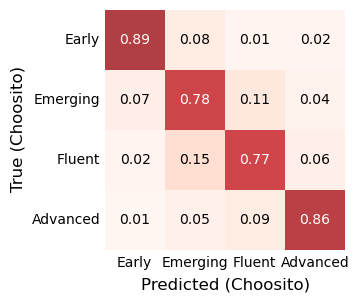 Early 0.89 0.08 0.01 0.02
Emerging 0.07 0.78 0.11 0.04
Fluent 0.02 0.15 0.77 0.06
Advanced 0.01 0.05 0.09 0.86
Early Emerging Fluent Advanced
Predicted (Choosito)
True (Choosito)